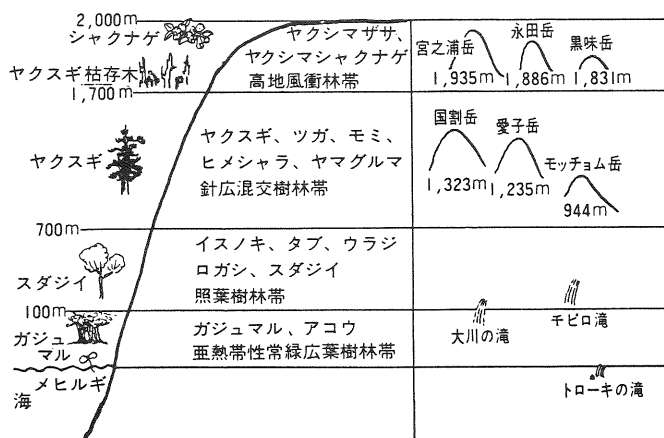 2,000m
シャクナゲ
ヤクスギ枯存木
1,700m
ヤクスギ
700m
スダジイ
100m
ガジュ
マル
メヒルギ
海
ヤクシマザサ、
ヤクシマシャクナゲ
高地風衝林帯
ヤクスギ、ツガ、モミ、
ヒメシャラ、ヤマグルマ
針広混交樹林帯
イスノキ、タブ、ウラジ
ロガシ、スダジイ
照葉樹林帯
ガジュマル、アコウ
亜熱帯性常緑広葉樹林帯
宮之浦岳
1,935m
永田岳
1,886m
黒味岳
1,831m
国割岳
1,323m
愛子岳
1,235m
モッチョム岳
944m
大川の滝
千ピロ滝
トローキの滝